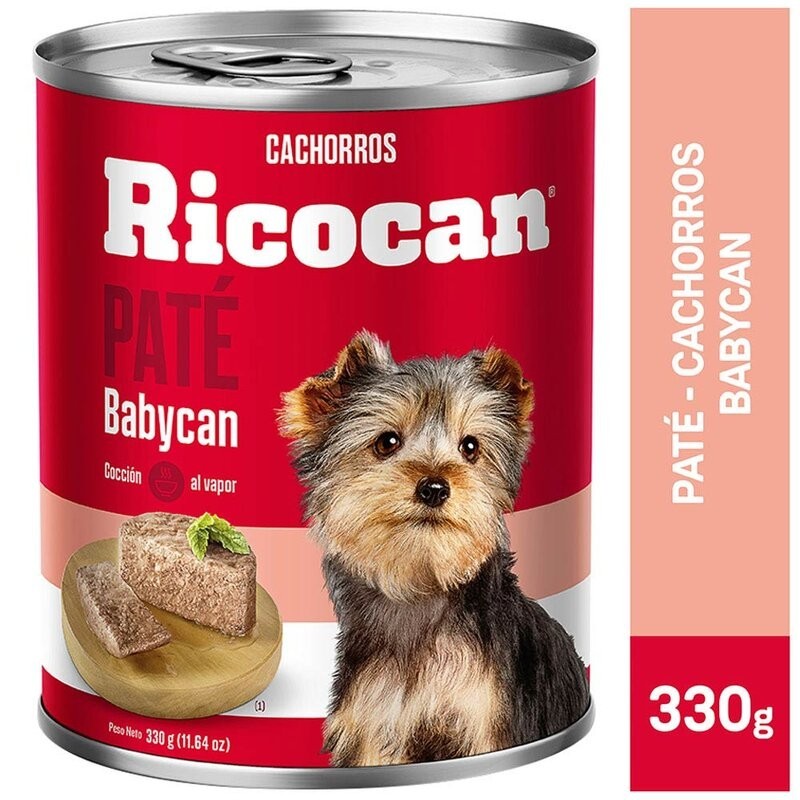 CACHORROS
Ricocan®
PATÉ
Babycan
Cocción al vapor
(1)
Peso Neto 330 g (11.64 oz)
PATÉ - CACHORROS
BABYCAN
330g